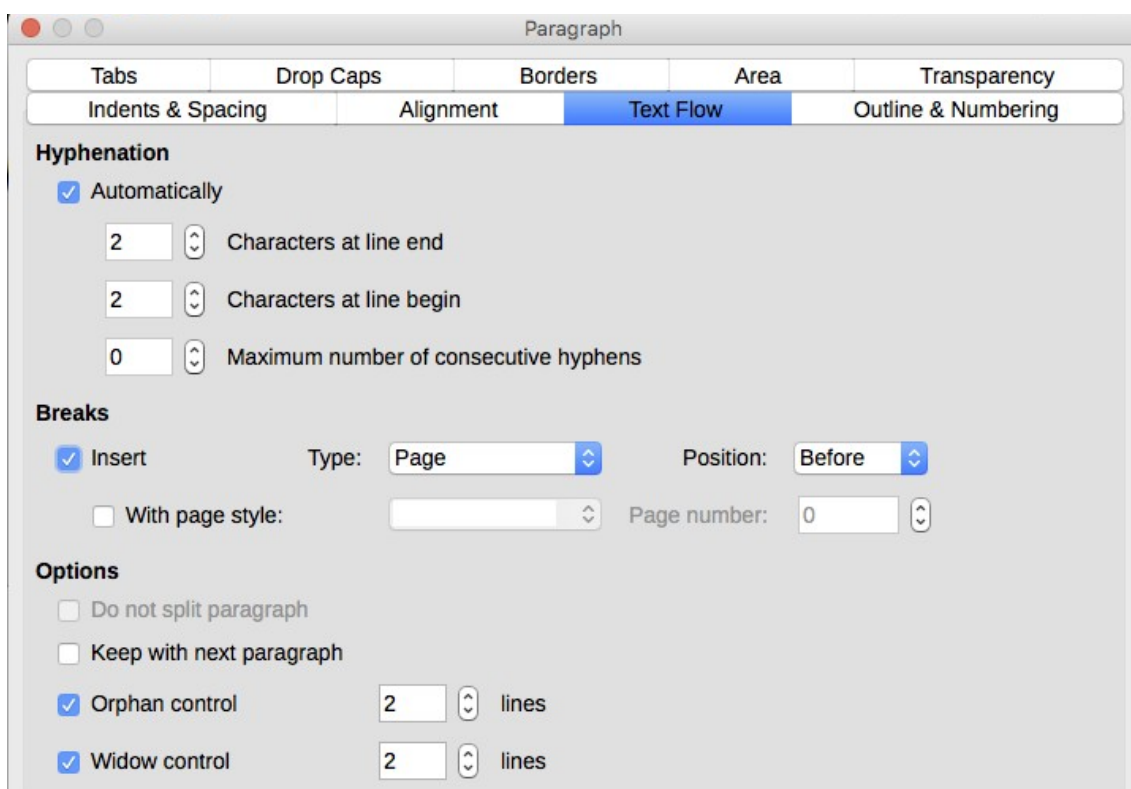 Paragraph
Tabs Drop Caps Borders Area Transparency
Indents & Spacing Alignment Text Flow Outline & Numbering
Hyphenation
Automatically
2 Characters at line end
2 Characters at line begin
0 Maximum number of consecutive hyphens
Breaks
Insert Type: Page Position: Before
With page style: Page number: 0
Options
Do not split paragraph
Keep with next paragraph
Orphan control 2 lines
Widow control 2 lines